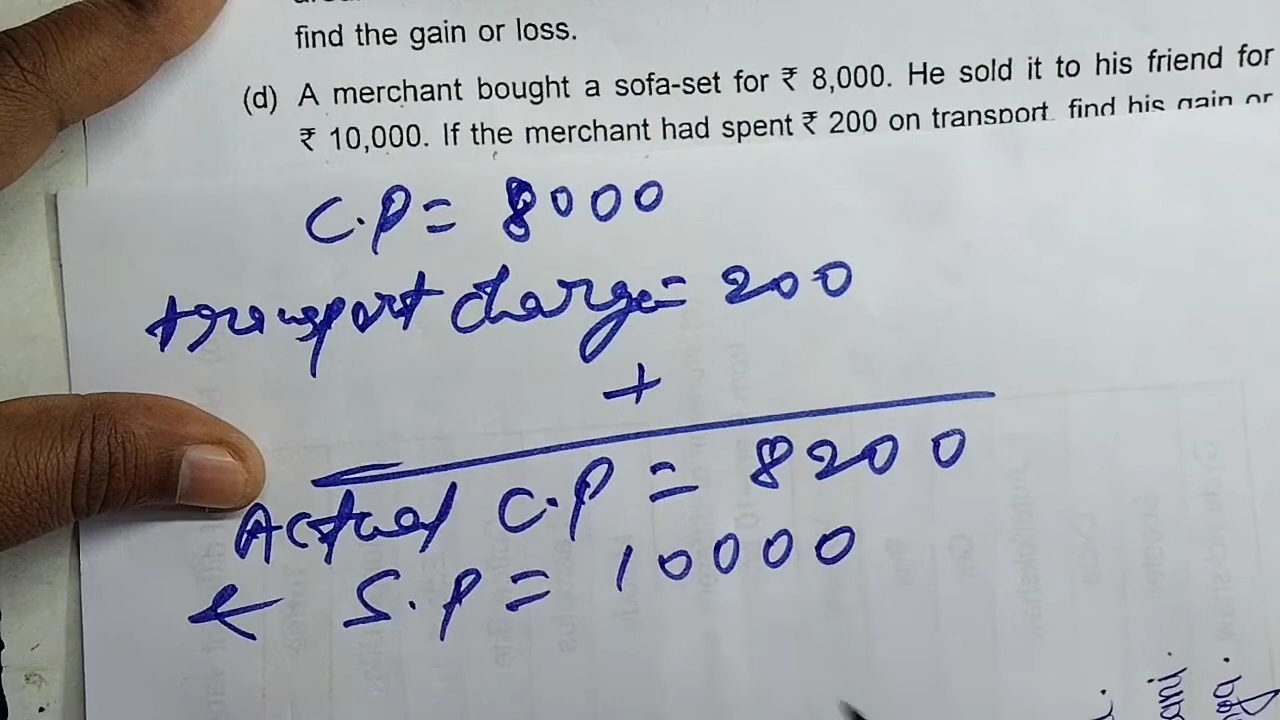 find the gain or loss.
(d) A merchant bought a sofa-set for ₹ 8,000. He sold it to his friend for
₹ 10,000. If the merchant had spent ₹ 200 on transport, find his gain or
C.P = 8000
transport charge = 200
+
Actual C.P = 8200
← S.P = 10000